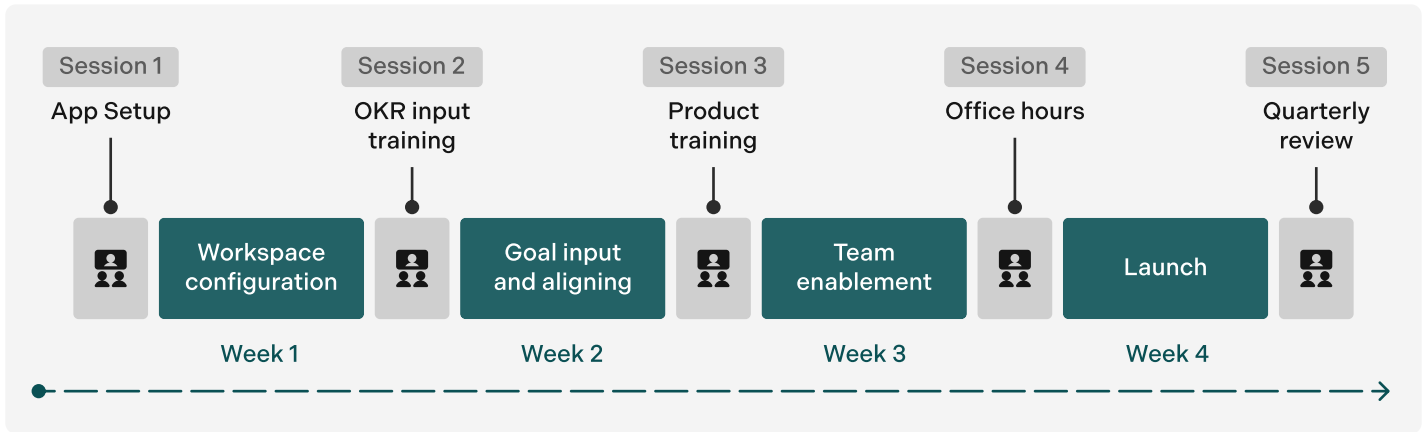 Session 1
Session 2
Session 3
Session 4
Session 5
App Setup
OKR input
training
Product
training
Office hours
Quarterly
review
Workspace
configuration
Goal input
and aligning
Team
enablement
Launch
Week 1
Week 2
Week 3
Week 4